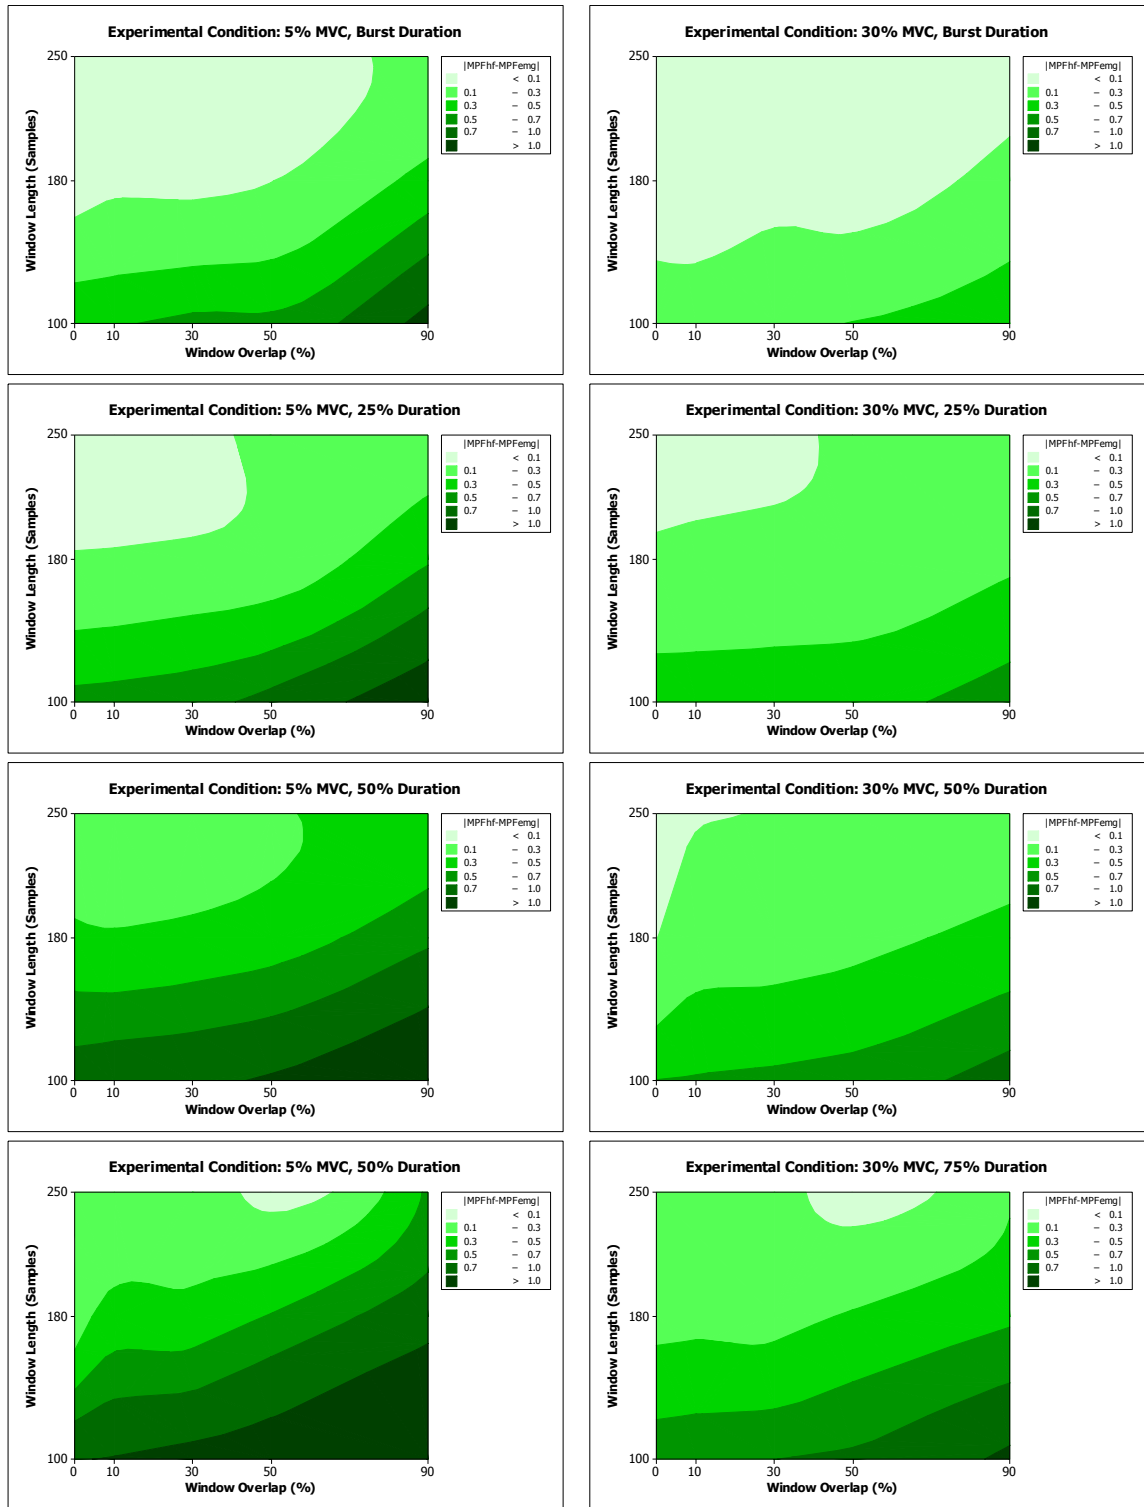 Experimental Condition: 5% MVC, Burst Duration
250
180
100
Window Length (Samples)
0 10 30 50 90
Window Overlap (%)
|MPFhf-MPFemg|
< 0.1
0.1 – 0.3
0.3 – 0.5
0.5 – 0.7
0.7 – 1.0
> 1.0
Experimental Condition: 30% MVC, Burst Duration
250
180
100
Window Length (Samples)
0 10 30 50 90
Window Overlap (%)
|MPFhf-MPFemg|
< 0.1
0.1 – 0.3
0.3 – 0.5
0.5 – 0.7
0.7 – 1.0
> 1.0
Experimental Condition: 5% MVC, 25% Duration
250
180
100
Window Length (Samples)
0 10 30 50 90
Window Overlap (%)
|MPFhf-MPFemg|
< 0.1
0.1 – 0.3
0.3 – 0.5
0.5 – 0.7
0.7 – 1.0
> 1.0
Experimental Condition: 30% MVC, 25% Duration
250
180
100
Window Length (Samples)
0 10 30 50 90
Window Overlap (%)
|MPFhf-MPFemg|
< 0.1
0.1 – 0.3
0.3 – 0.5
0.5 – 0.7
0.7 – 1.0
> 1.0
Experimental Condition: 5% MVC, 50% Duration
250
180
100
Window Length (Samples)
0 10 30 50 90
Window Overlap (%)
|MPFhf-MPFemg|
< 0.1
0.1 – 0.3
0.3 – 0.5
0.5 – 0.7
0.7 – 1.0
> 1.0
Experimental Condition: 30% MVC, 50% Duration
250
180
100
Window Length (Samples)
0 10 30 50 90
Window Overlap (%)
|MPFhf-MPFemg|
< 0.1
0.1 – 0.3
0.3 – 0.5
0.5 – 0.7
0.7 – 1.0
> 1.0
Experimental Condition: 5% MVC, 50% Duration
250
180
100
Window Length (Samples)
0 10 30 50 90
Window Overlap (%)
|MPFhf-MPFemg|
< 0.1
0.1 – 0.3
0.3 – 0.5
0.5 – 0.7
0.7 – 1.0
> 1.0
Experimental Condition: 30% MVC, 75% Duration
250
180
100
Window Length (Samples)
0 10 30 50 90
Window Overlap (%)
|MPFhf-MPFemg|
< 0.1
0.1 – 0.3
0.3 – 0.5
0.5 – 0.7
0.7 – 1.0
> 1.0